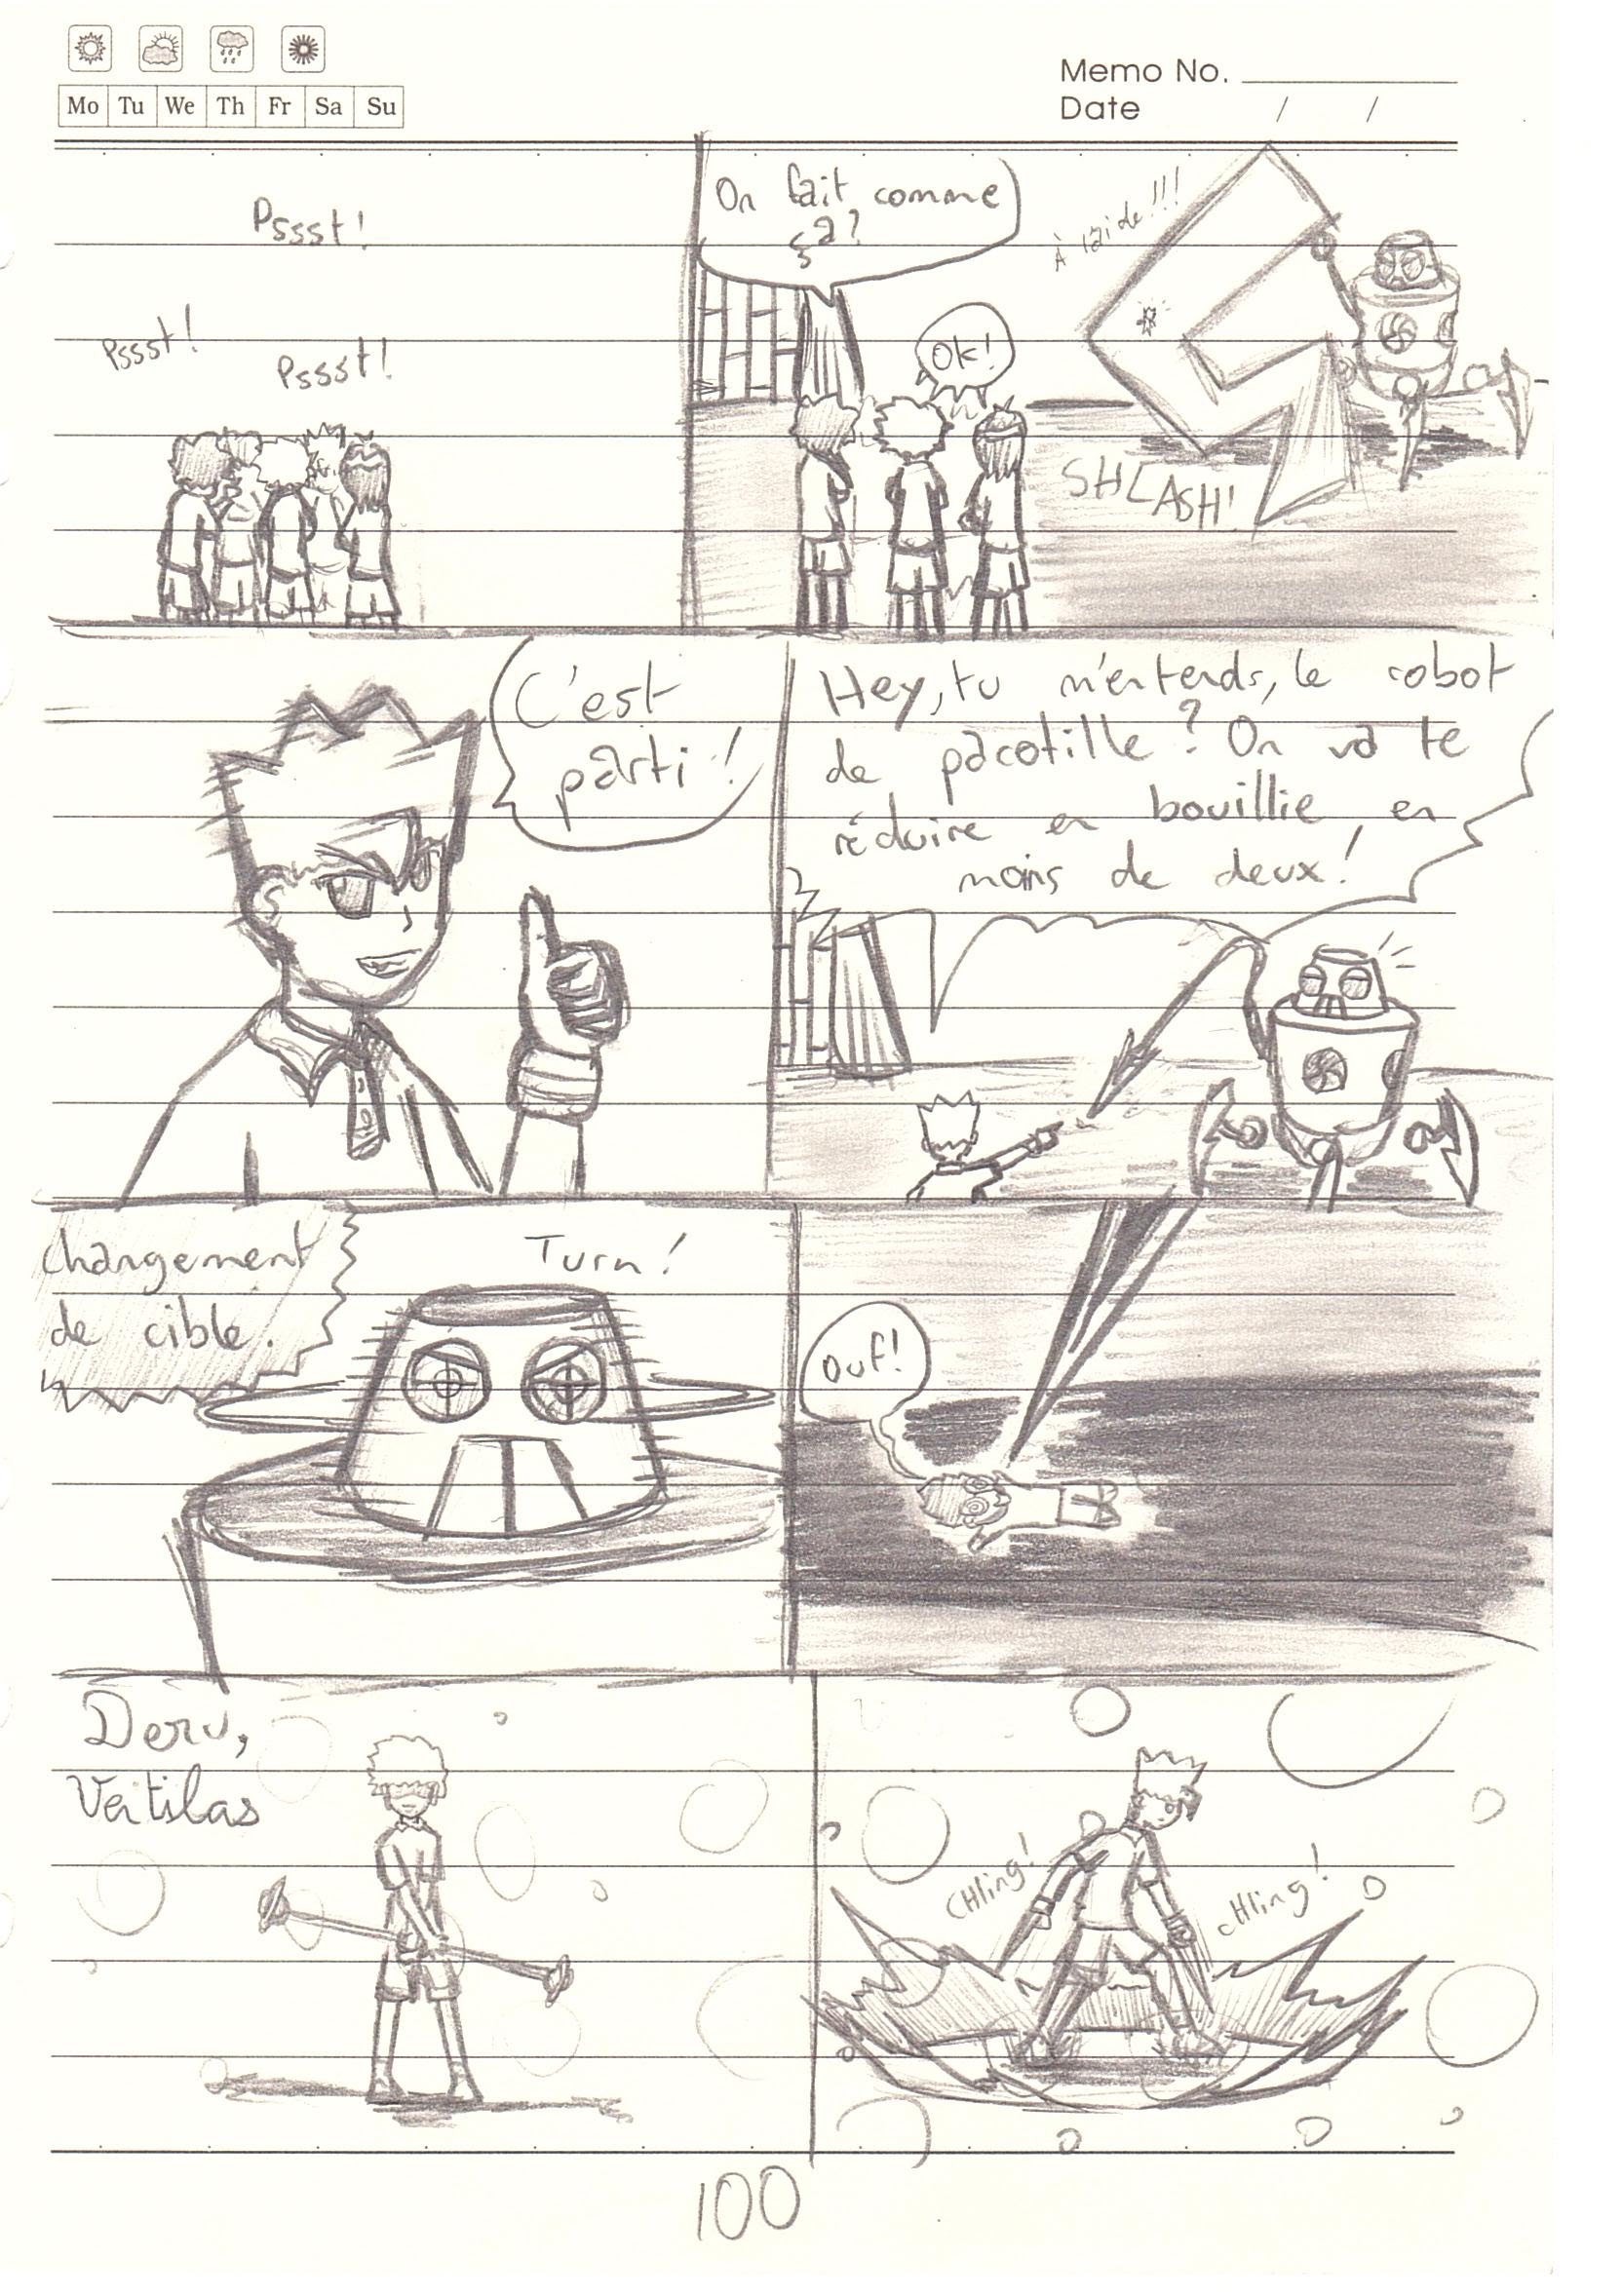 Mo Tu We Th Fr Sa Su
Memo No.
Date / /
Pssst!
Pssst!
Pssst!
On fait comme
ça?
Ok!
À l'aide!!!
SHLASH!
C'est
parti!
Hey, tu m'entends, le robot
de pacotille? On va te
réduire en bouillie, en
moins de deux!
Changement
de cible.
Turn!
Ouf!
Deru,
Ventilas
CHling!
CHling!
100